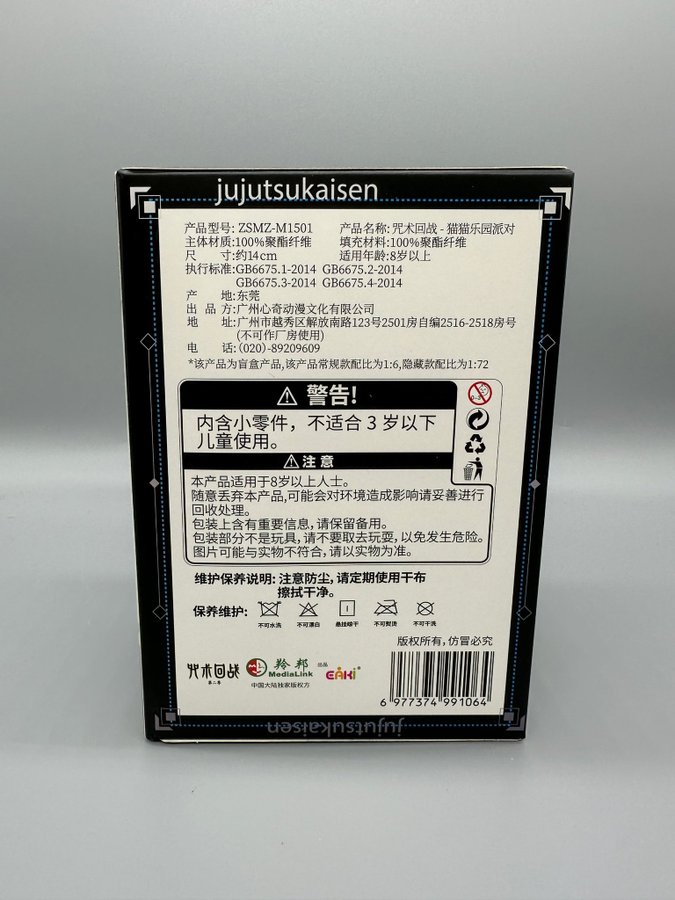 jujutsukaisen
产品型号: ZSMZ-M1501 产品名称: 咒术回战 - 猫猫乐园派对
主体材质:100%聚酯纤维 填充材料:100%聚酯纤维
尺 寸:约14cm 适用年龄:8岁以上
执行标准:GB6675.1-2014 GB6675.2-2014
GB6675.3-2014 GB6675.4-2014
产 地:东莞
出 品 方:广州心奇动漫文化有限公司
地 址:广州市越秀区解放南路123号2501房自编2516-2518房号
(不可作厂房使用)
电 话:(020)-89209609
*该产品为盲盒产品,该产品常规款配比为1:6,隐藏款配比为1:72
警告!
0-3
内含小零件，不适合 3 岁以下
儿童使用。
注 意
本产品适用于8岁以上人士。
随意丢弃本产品,可能会对环境造成影响请妥善进行
回收处理。
包装上含有重要信息,请保留备用。
包装部分不是玩具,请不要取去玩耍,以免发生危险。
图片可能与实物不符合,请以实物为准。
维护保养说明: 注意防尘,请定期使用干布
擦拭干净。
保养维护:
不可水洗 不可漂白 悬挂晾干 不可熨烫 不可干洗
版权所有,仿冒必究
咒术回战
第二季
羚邦
MediaLink
中国大陆独家版权方
出品
EAKI
6 977374 991064
jujutsukaisen